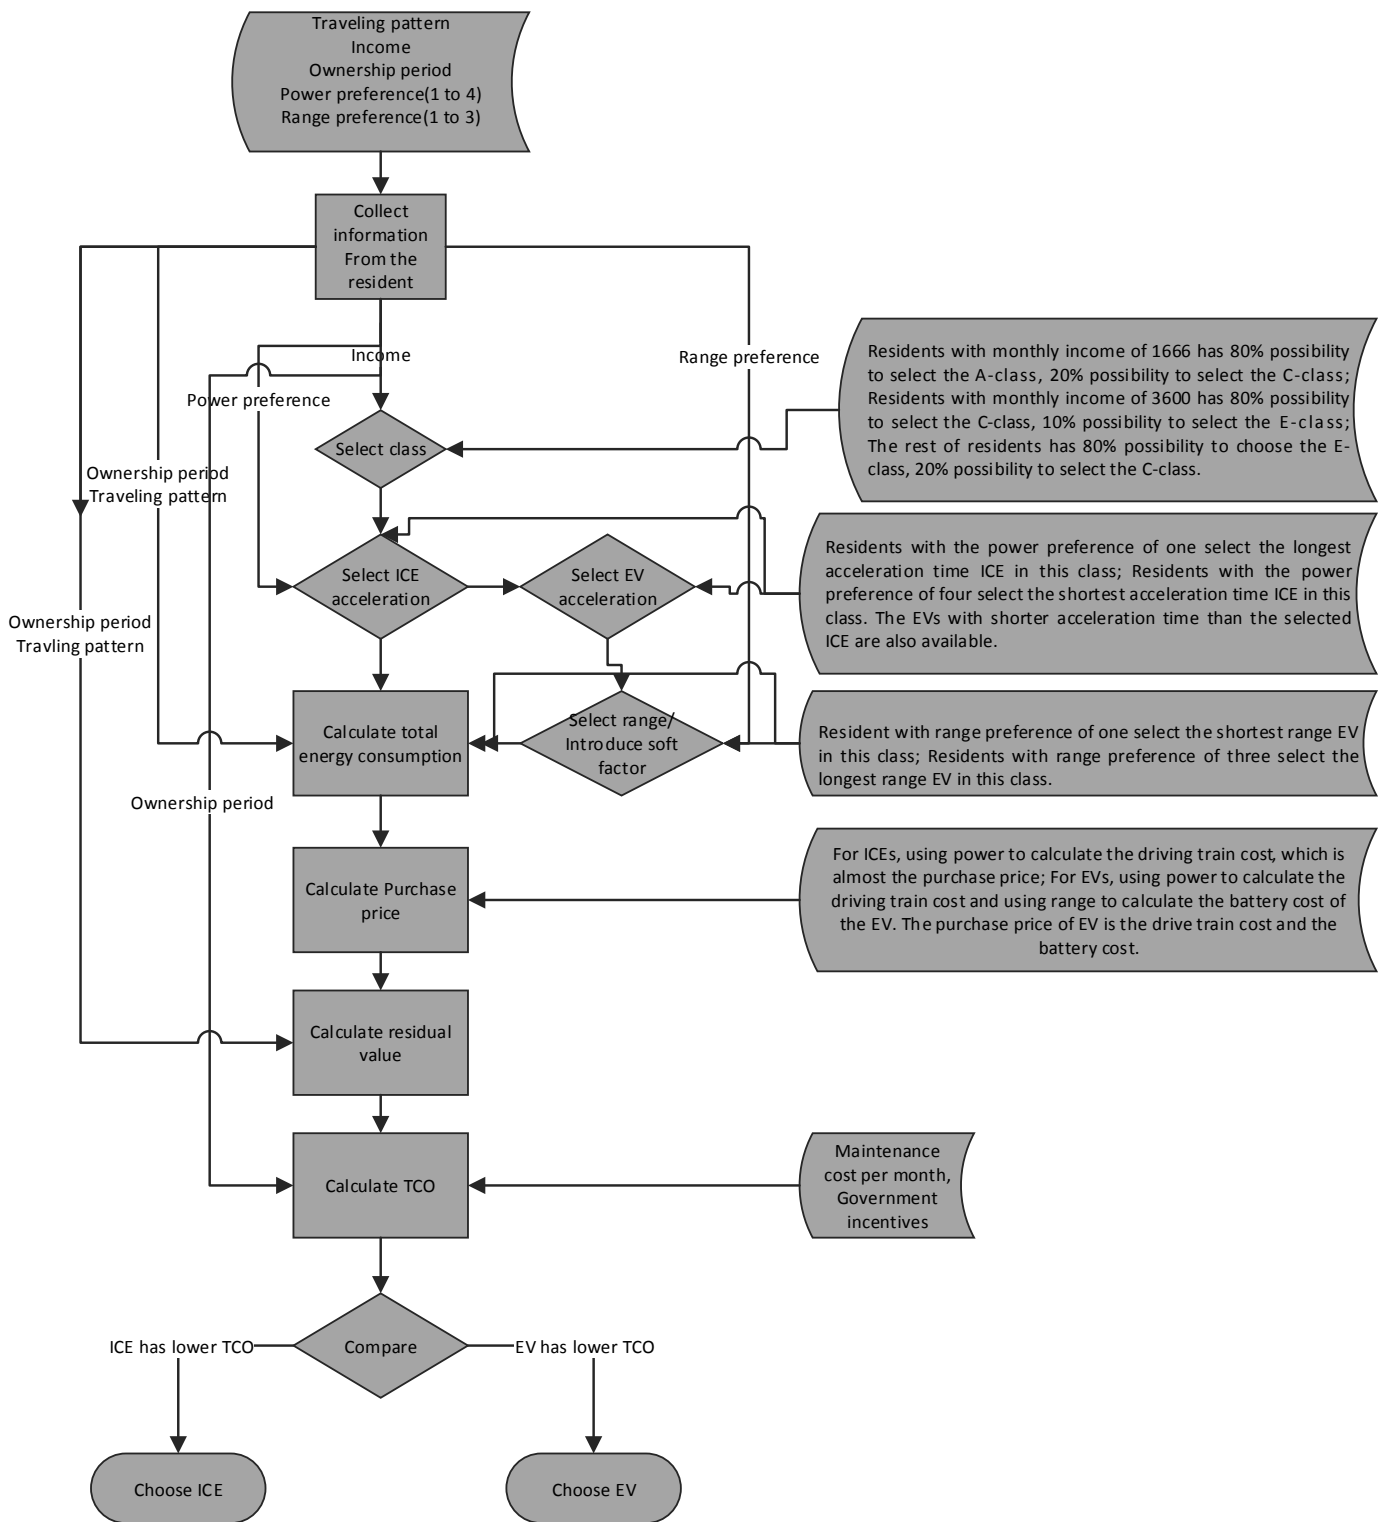 Traveling pattern
Income
Ownership period
Power preference(1 to 4)
Range preference(1 to 3)
Collect
information
From the
resident
Income
Range preference
Power preference
Residents with monthly income of 1666 has 80% possibility
to select the A-class, 20% possibility to select the C-class;
Residents with monthly income of 3600 has 80% possibility
to select the C-class, 10% possibility to select the E-class;
The rest of residents has 80% possibility to choose the E-
class, 20% possibility to select the C-class.
Select class
Ownership period
Traveling pattern
Select ICE
acceleration
Select EV
acceleration
Residents with the power preference of one select the longest
acceleration time ICE in this class; Residents with the power
preference of four select the shortest acceleration time ICE in this
class. The EVs with shorter acceleration time than the selected
ICE are also available.
Ownership period
Travling pattern
Calculate total
energy consumption
Select range/
Introduce soft
factor
Resident with range preference of one select the shortest range EV
in this class; Residents with range preference of three select the
longest range EV in this class.
Ownership period
Calculate Purchase
price
For ICEs, using power to calculate the driving train cost, which is
almost the purchase price; For EVs, using power to calculate the
driving train cost and using range to calculate the battery cost of
the EV. The purchase price of EV is the drive train cost and the
battery cost.
Calculate residual
value
Calculate TCO
Maintenance
cost per month,
Government
incentives
ICE has lower TCO
Compare
EV has lower TCO
Choose ICE
Choose EV